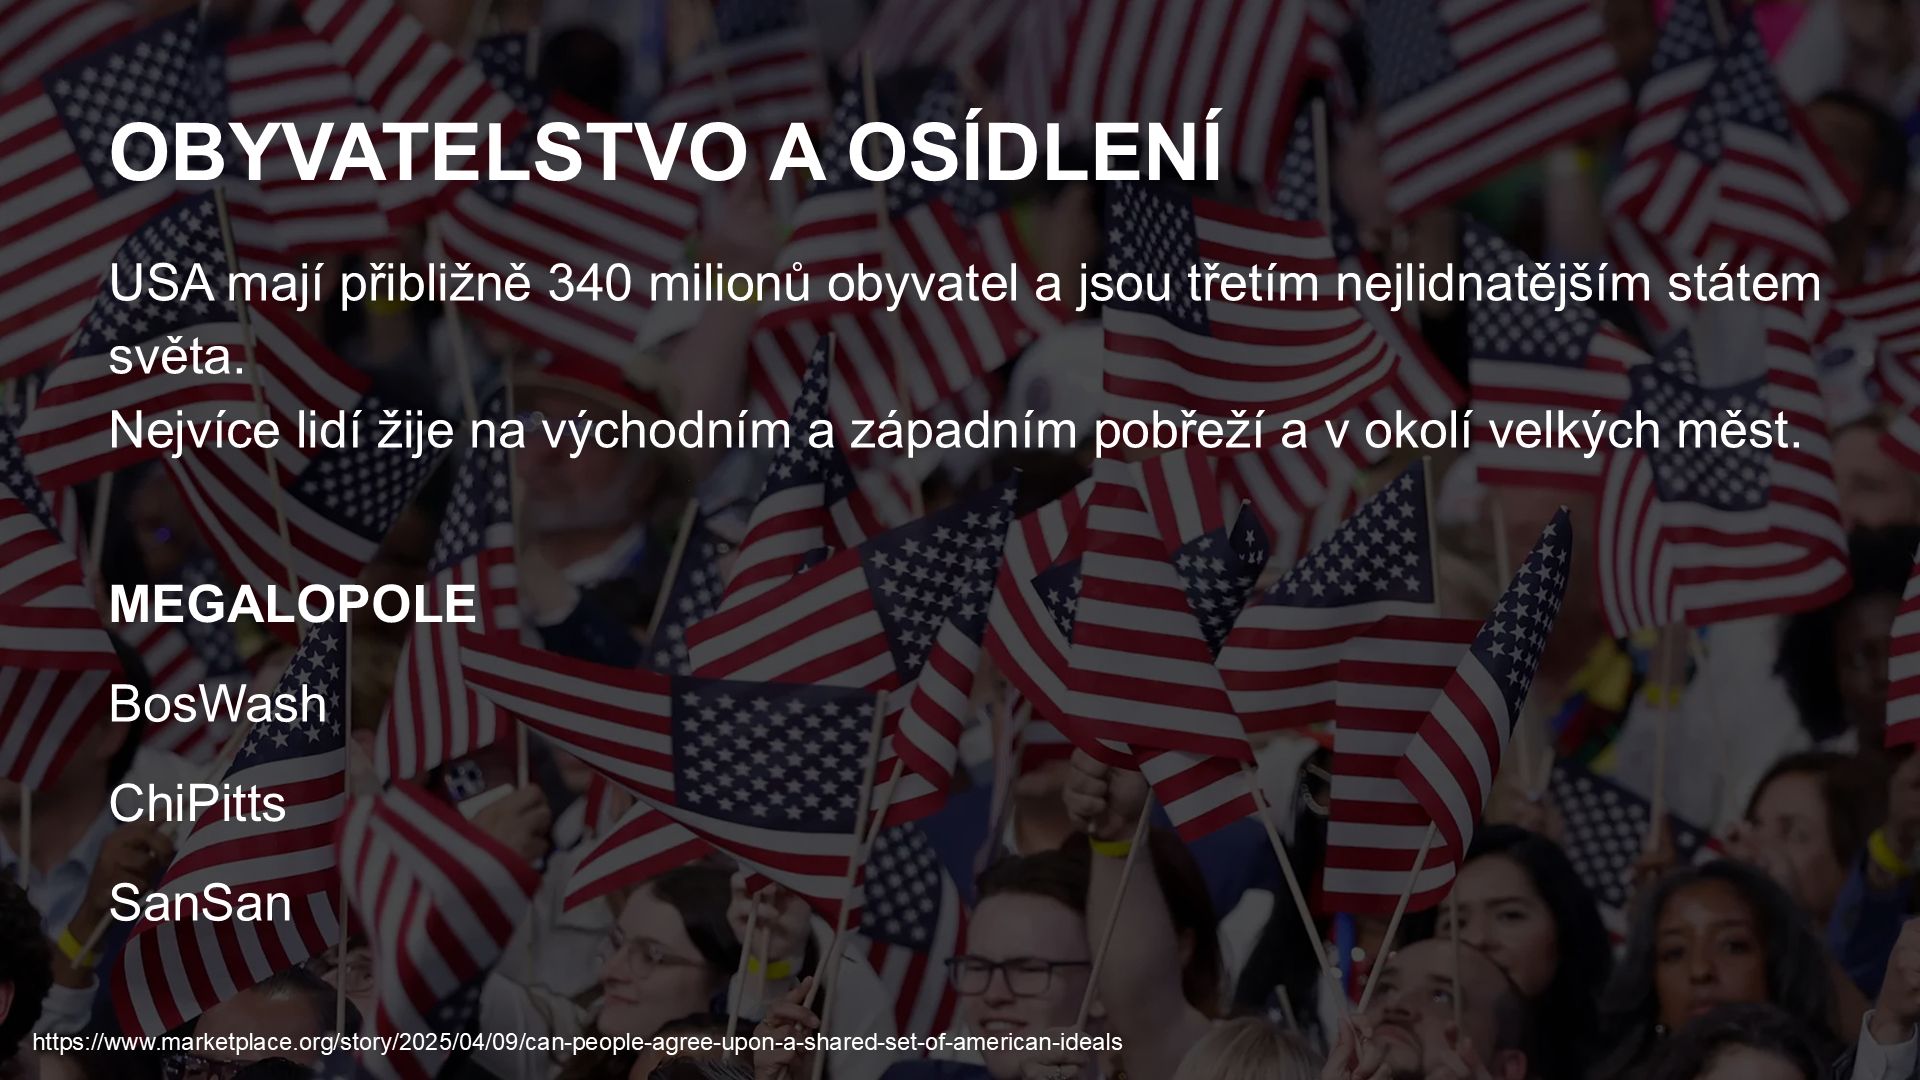 OBYVATELSTVO A OSÍDLENÍ
USA mají přibližně 340 milionů obyvatel a jsou třetím nejlidnatějším státem
světa.
Nejvíce lidí žije na východním a západním pobřeží a v okolí velkých měst.
MEGALOPOLE
BosWash
ChiPitts
SanSan
https://www.marketplace.org/story/2025/04/09/can-people-agree-upon-a-shared-set-of-american-ideals